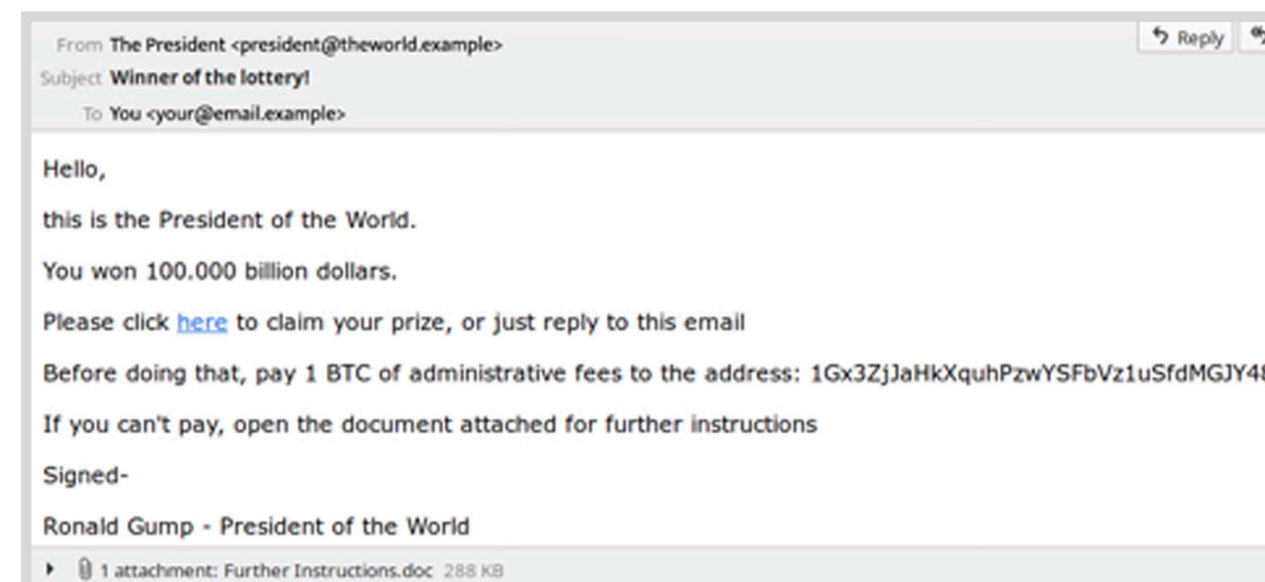 From The President <president@theworld.example>
Reply
Subject Winner of the lottery!
To You <your@email.example>
Hello,
this is the President of the World.
You won 100.000 billion dollars.
Please click here to claim your prize, or just reply to this email
Before doing that, pay 1 BTC of administrative fees to the address: 1Gx3ZjJaHkXquhPzwYSFbVz1uSfdMGJY48
If you can't pay, open the document attached for further instructions
Signed-
Ronald Gump - President of the World
1 attachment: Further Instructions.doc 288 KB